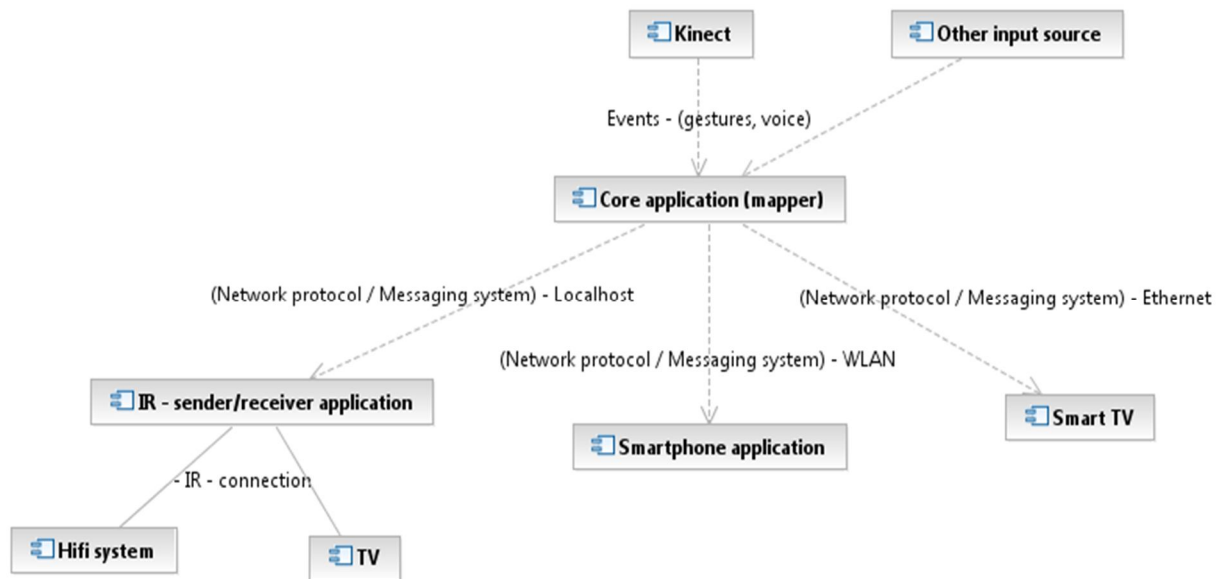 Kinect
Other input source
Events - (gestures, voice)
Core application (mapper)
(Network protocol / Messaging system) - Localhost
(Network protocol / Messaging system) - Ethernet
(Network protocol / Messaging system) - WLAN
IR - sender/receiver application
Smart TV
Smartphone application
- IR - connection
Hifi system
TV